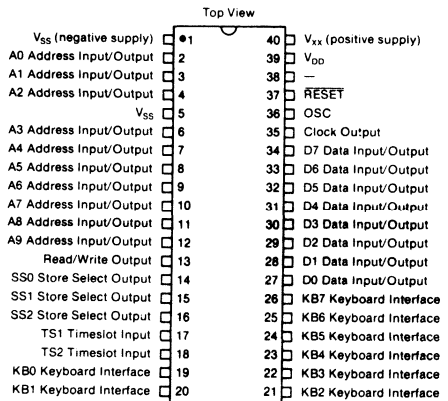 Top View
V_SS (negative supply) 1 40 V_xx (positive supply)
A0 Address Input/Output 2 39 V_DD
A1 Address Input/Output 3 38 —
A2 Address Input/Output 4 37 RESET
V_SS 5 36 OSC
A3 Address Input/Output 6 35 Clock Output
A4 Address Input/Output 7 34 D7 Data Input/Output
A5 Address Input/Output 8 33 D6 Data Input/Output
A6 Address Input/Output 9 32 D5 Data Input/Output
A7 Address Input/Output 10 31 D4 Data Input/Output
A8 Address Input/Output 11 30 D3 Data Input/Output
A9 Address Input/Output 12 29 D2 Data Input/Output
Read/Write Output 13 28 D1 Data Input/Output
SS0 Store Select Output 14 27 D0 Data Input/Output
SS1 Store Select Output 15 26 KB7 Keyboard Interface
SS2 Store Select Output 16 25 KB6 Keyboard Interface
TS1 Timeslot Input 17 24 KB5 Keyboard Interface
TS2 Timeslot Input 18 23 KB4 Keyboard Interface
KB0 Keyboard Interface 19 22 KB3 Keyboard Interface
KB1 Keyboard Interface 20 21 KB2 Keyboard Interface